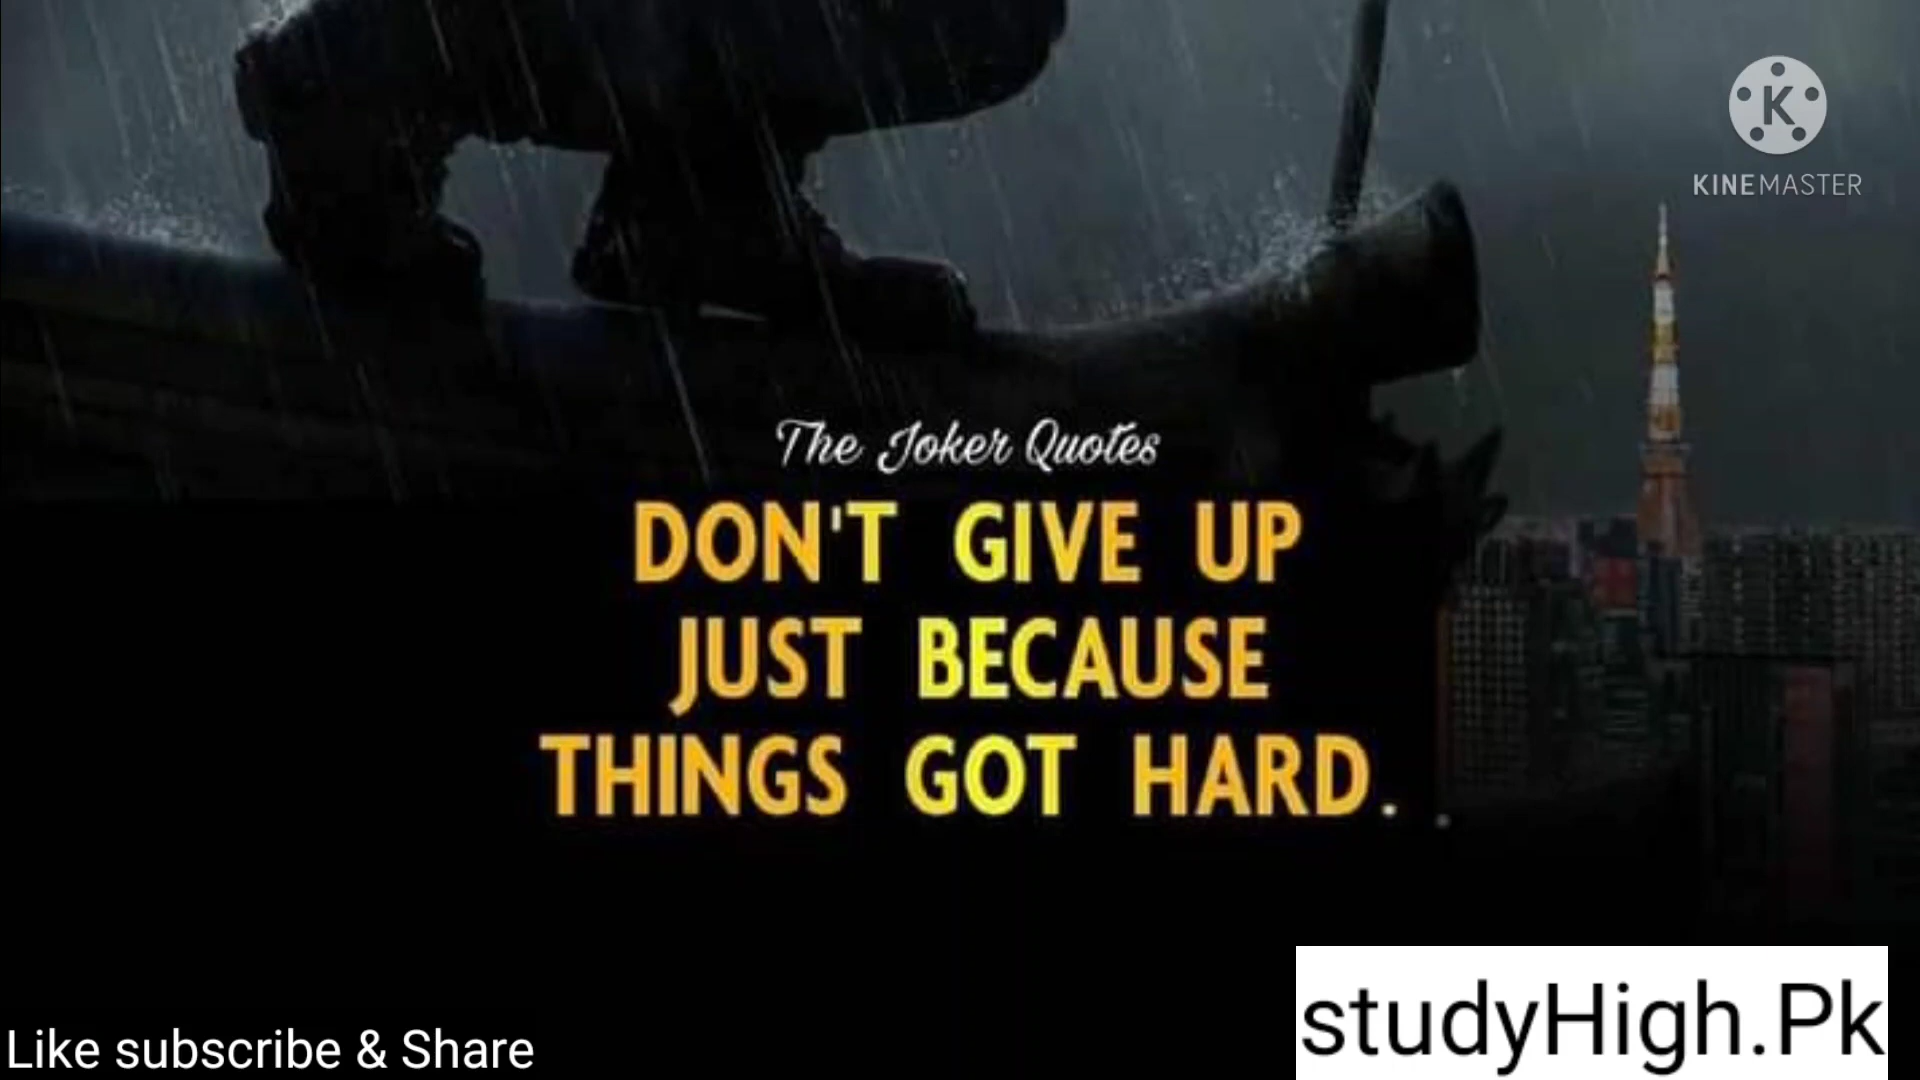 K
KINEMASTER
The Joker Quotes
DON'T GIVE UP
JUST BECAUSE
THINGS GOT HARD.
studyHigh.Pk
Like subscribe & Share